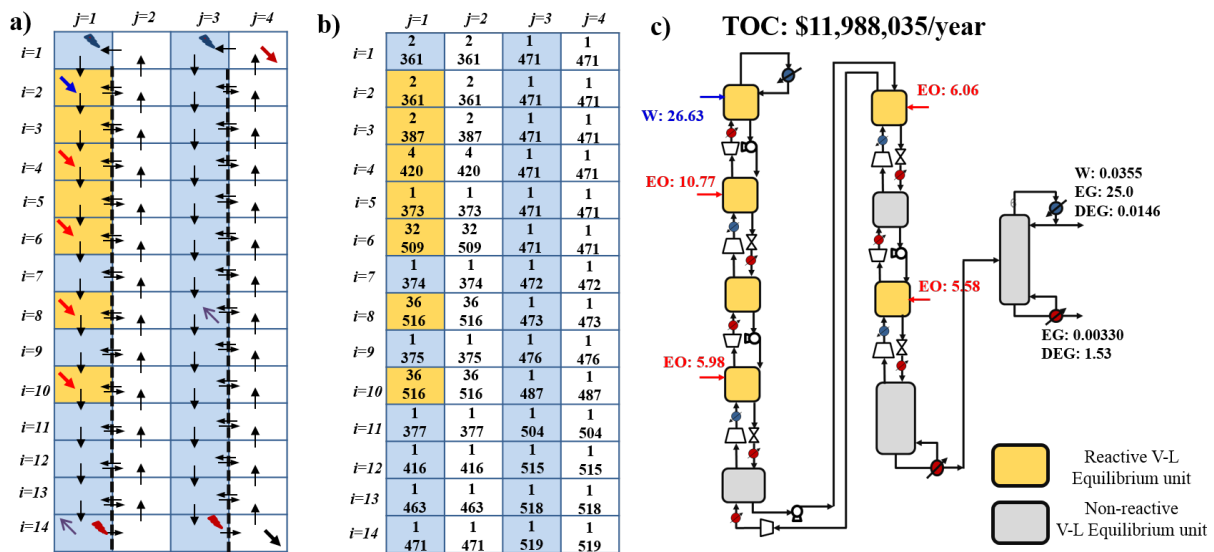 a)
j=1 j=2 j=3 j=4
i=1
i=2
i=3
i=4
i=5
i=6
i=7
i=8
i=9
i=10
i=11
i=12
i=13
i=14
b)
j=1 j=2 j=3 j=4
i=1
2 2 1 1
361 361 471 471
i=2
2 2 1 1
361 361 471 471
i=3
2 2 1 1
387 387 471 471
i=4
4 4 1 1
420 420 471 471
i=5
1 1 1 1
373 373 471 471
i=6
32 32 1 1
509 509 471 471
i=7
1 1 1 1
374 374 472 472
i=8
36 36 1 1
516 516 473 473
i=9
1 1 1 1
375 375 476 476
i=10
36 36 1 1
516 516 487 487
i=11
1 1 1 1
377 377 504 504
i=12
1 1 1 1
416 416 515 515
i=13
1 1 1 1
463 463 518 518
i=14
1 1 1 1
471 471 519 519
c)
TOC: $11,988,035/year
W: 26.63
EO: 10.77
EO: 5.98
EO: 6.06
EO: 5.58
6
W: 0.0355
EG: 25.0
DEG: 0.0146
EG: 0.00330
DEG: 1.53
Reactive V-L
Equilibrium unit
Non-reactive
V-L Equilibrium unit